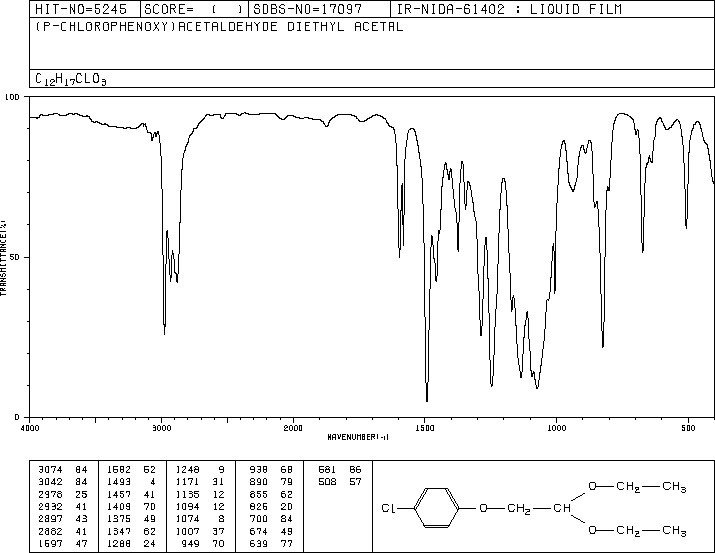 HIT-NO=5245 SCORE= ( ) SDBS-NO=17097 IR-NIDA-61402 : LIQUID FILM
(P-CHLOROPHENOXY)ACETALDEHYDE DIETHYL ACETAL
C12H17CLO3
100
50
0
TRANSMITTANCE(%)
4000 3000 2000 1500 1000 500
WAVENUMBER(-1)
3074 84 1582 52 1248 9 938 68 581 86
3042 84 1493 4 1171 31 890 79 508 57
2978 25 1457 41 1135 12 855 62
2932 41 1409 70 1094 12 826 20
2897 43 1375 49 1074 8 700 84
2882 41 1347 62 1007 37 674 49
1597 47 1288 24 949 70 639 77
O-CH2-CH3
Cl O-CH2-CH
O-CH2-CH3